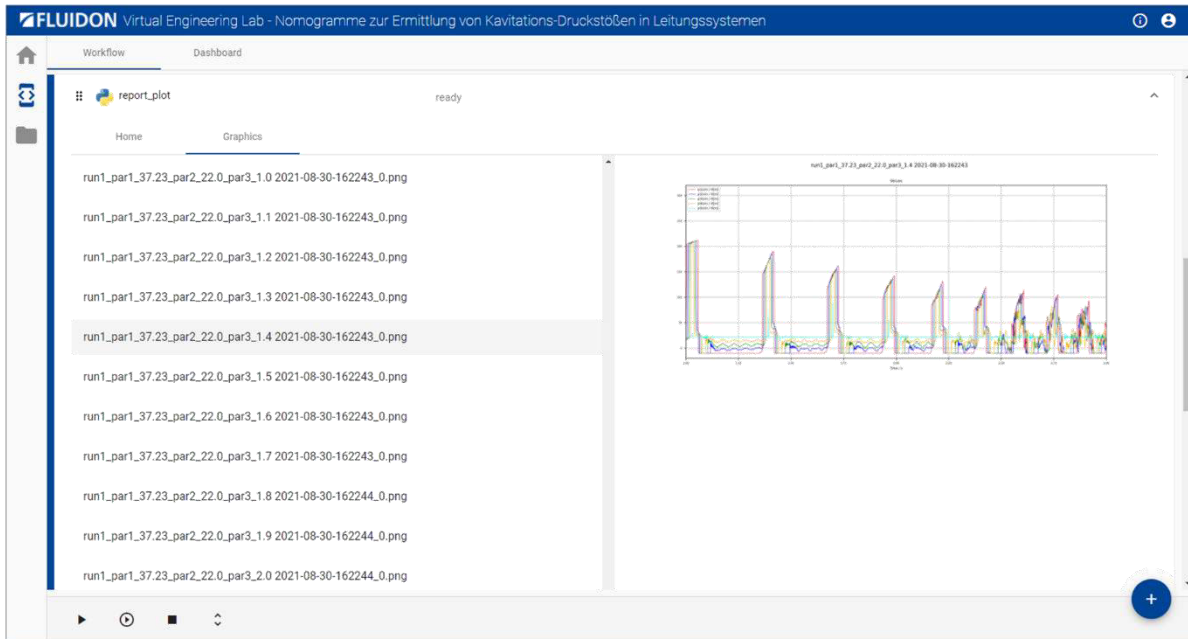 FLUIDON Virtual Engineering Lab - Nomogramme zur Ermittlung von Kavitations-Druckstößen in Leitungssystemen
Workflow Dashboard
report_plot ready
Home Graphics
run1_par1_37.23_par2_22.0_par3_1.0 2021-08-30-162243_0.png
run1_par1_37.23_par2_22.0_par3_1.1 2021-08-30-162243_0.png
run1_par1_37.23_par2_22.0_par3_1.2 2021-08-30-162243_0.png
run1_par1_37.23_par2_22.0_par3_1.3 2021-08-30-162243_0.png
run1_par1_37.23_par2_22.0_par3_1.4 2021-08-30-162243_0.png
run1_par1_37.23_par2_22.0_par3_1.5 2021-08-30-162243_0.png
run1_par1_37.23_par2_22.0_par3_1.6 2021-08-30-162243_0.png
run1_par1_37.23_par2_22.0_par3_1.7 2021-08-30-162243_0.png
run1_par1_37.23_par2_22.0_par3_1.8 2021-08-30-162244_0.png
run1_par1_37.23_par2_22.0_par3_1.9 2021-08-30-162244_0.png
run1_par1_37.23_par2_22.0_par3_2.0 2021-08-30-162244_0.png
run1_par1_37.23_par2_22.0_par3_1.4 2021-08-30-162243